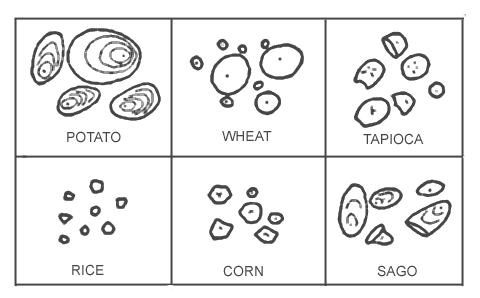 POTATO
WHEAT
TAPIOCA
RICE
CORN
SAGO